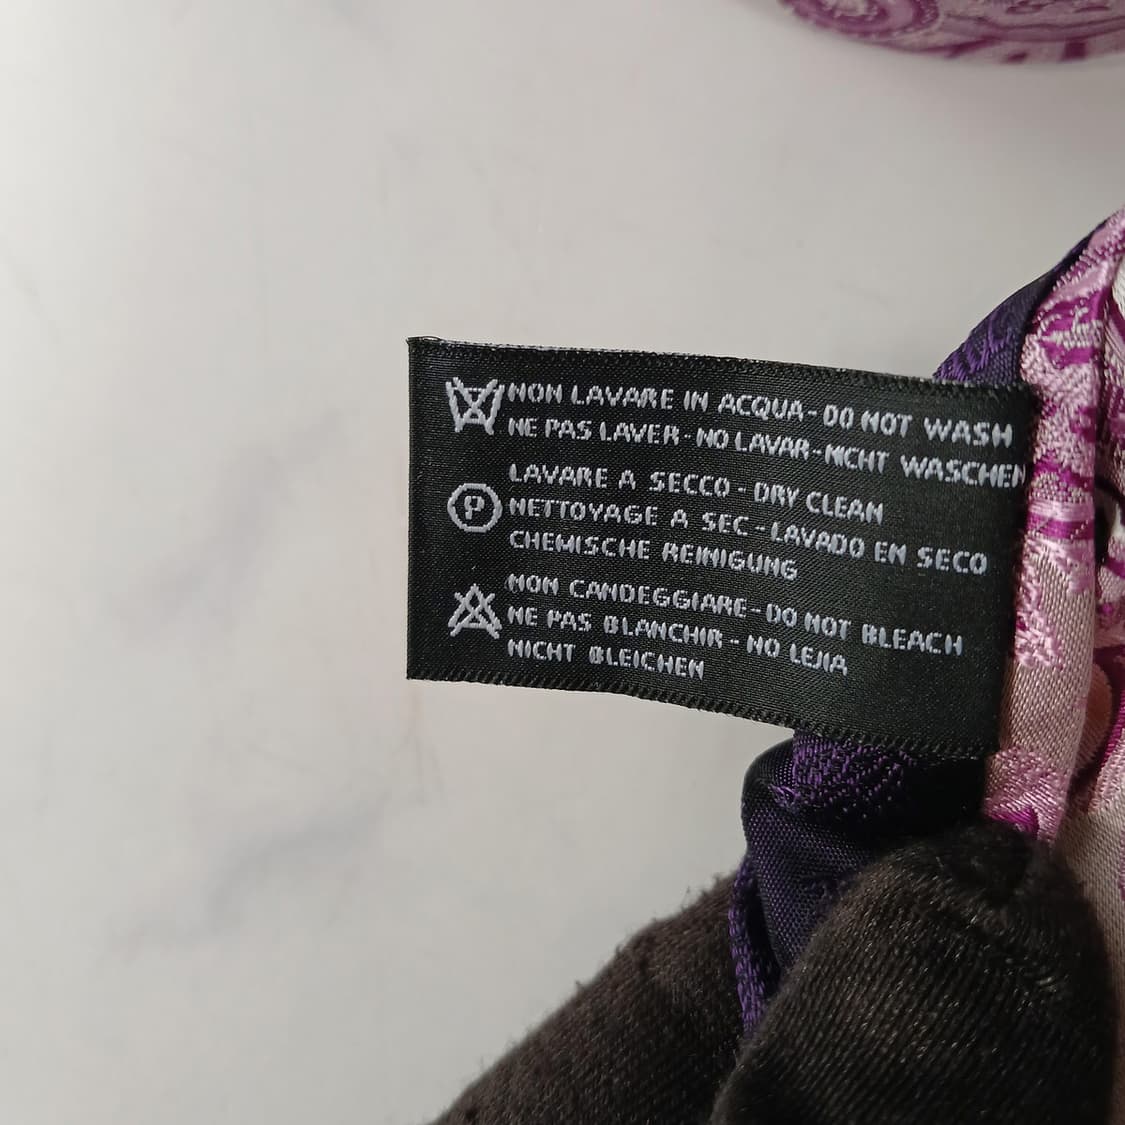 NON LAVARE IN ACQUA - DO NOT WASH
NE PAS LAVER - NO LAVAR - NICHT WASCHEN
LAVARE A SECCO - DRY CLEAN
P
NETTOYAGE A SEC - LAVADO EN SECO
CHEMISCHE REINIGUNG
NON CANDEGGIARE - DO NOT BLEACH
NE PAS BLANCHIR - NO LEJIA
NICHT BLEICHEN